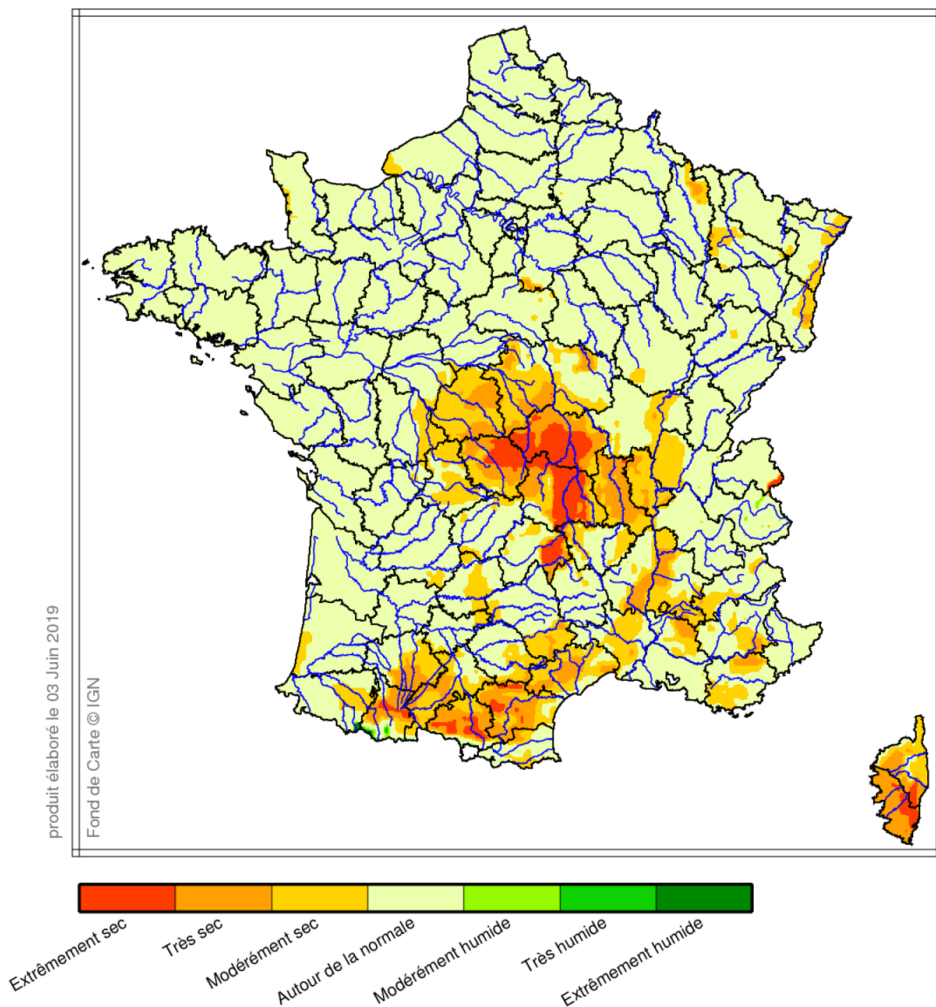 produit élaboré le 03 Juin 2019
Fond de Carte © IGN
Extrêmement sec
Très sec
Modérément sec
Autour de la normale
Modérément humide
Très humide
Extrêmement humide